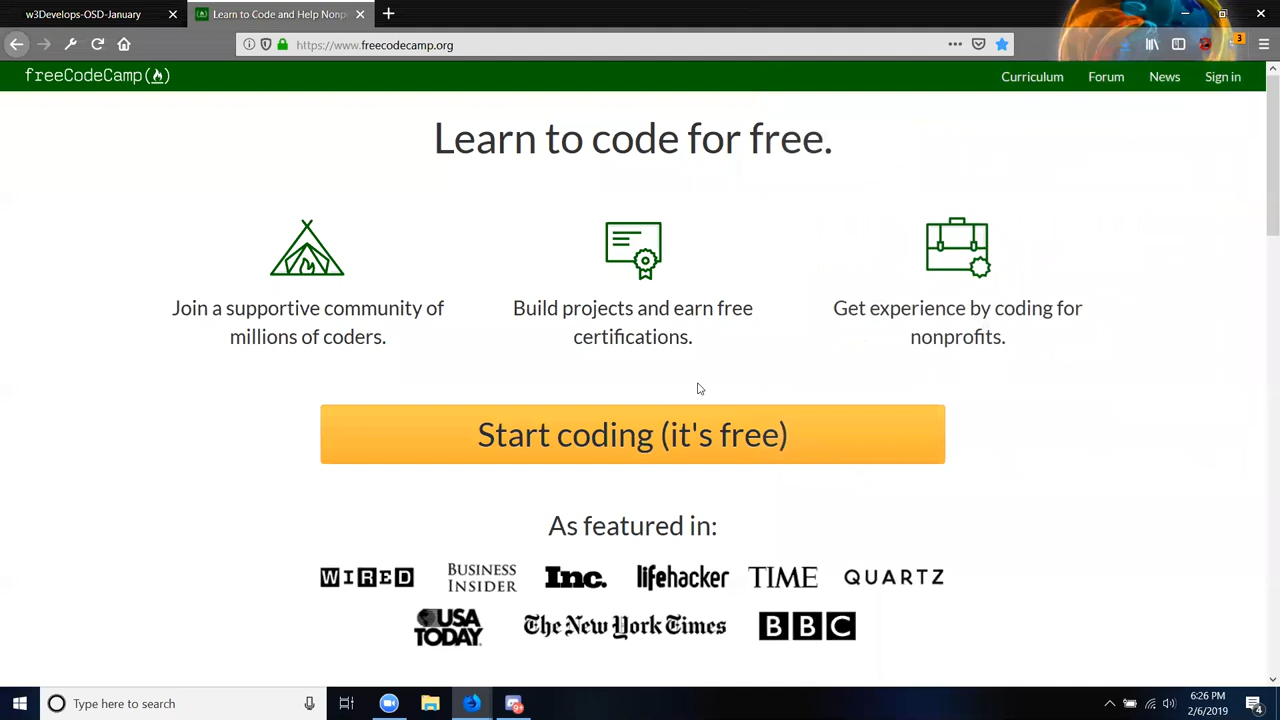 w3Develops-OSD-January
Learn to Code and Help Nonp
3
https://www.freecodecamp.org
freeCodeCamp
Curriculum Forum News Sign in
Learn to code for free.
Join a supportive community of
millions of coders.
Build projects and earn free
certifications.
Get experience by coding for
nonprofits.
Start coding (it's free)
As featured in:
WIRED BUSINESS INSIDER Inc. lifehacker TIME QUARTZ
USA TODAY The New York Times BBC
Type here to search
6:26 PM
2/6/2019
4